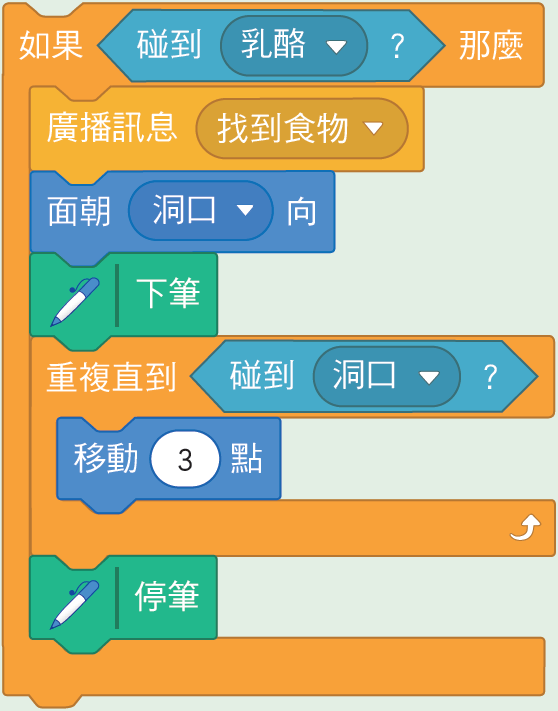 如果 碰到 乳酪 ? 那麼
廣播訊息 找到食物
面朝 洞口 向
下筆
重複直到 碰到 洞口 ?
移動 3 點
停筆